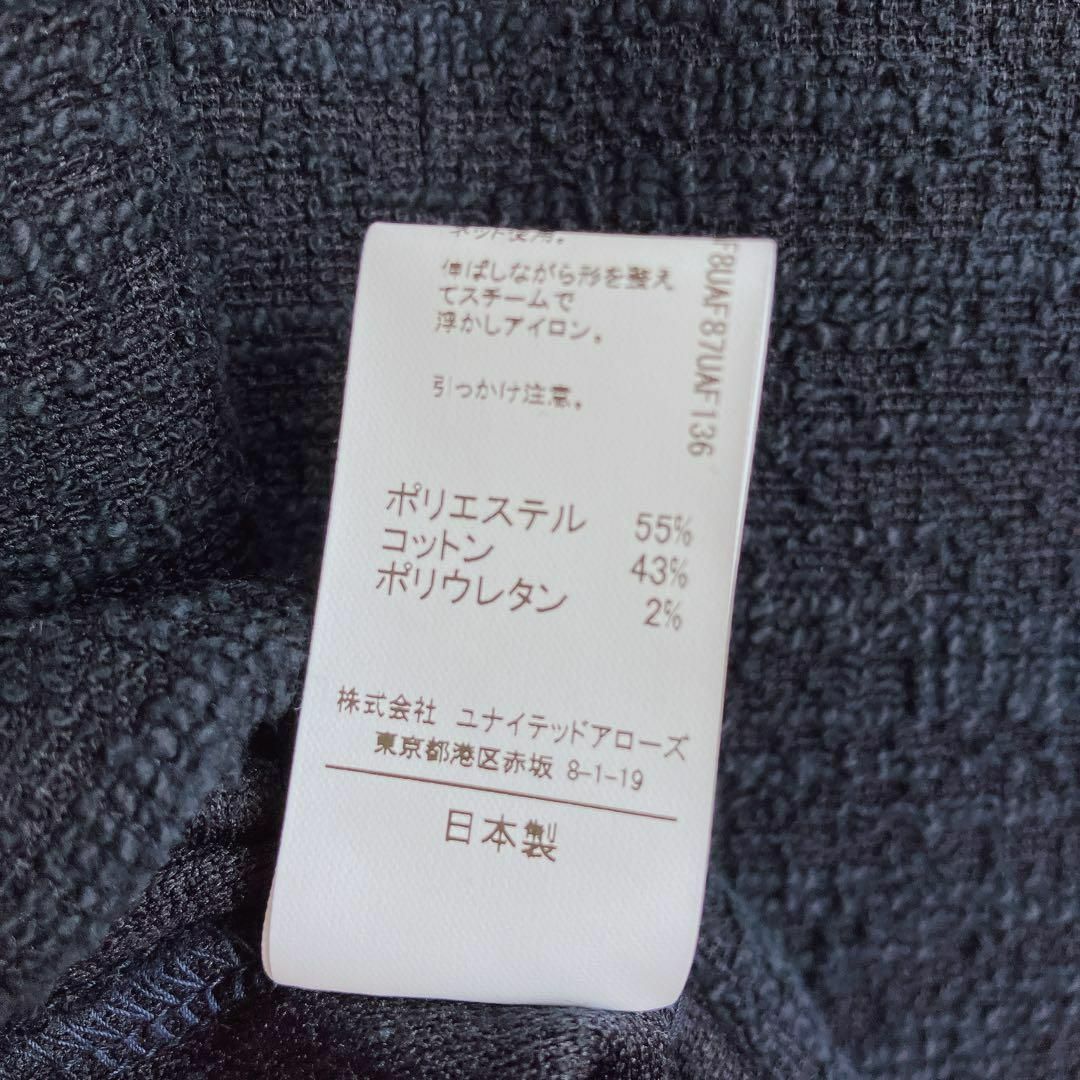 ネット使用。
伸ばしながら形を整え
てスチームで
浮かしアイロン。
引っかけ注意。
F8UAF87UAF136
ポリエステル 55%
コットン 43%
ポリウレタン 2%
株式会社 ユナイテッドアローズ
東京都港区赤坂 8-1-19
日本製